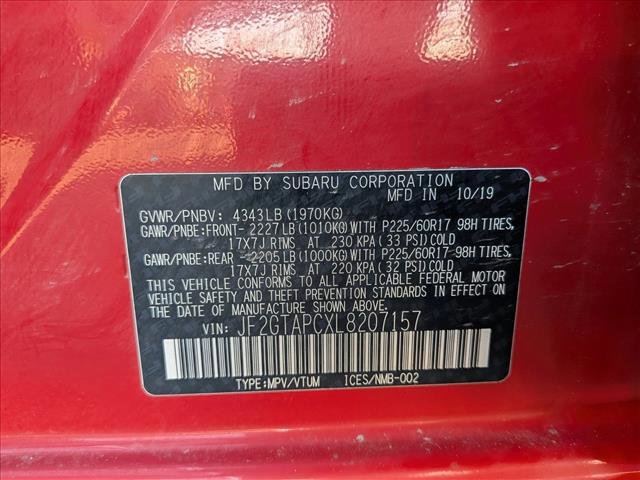 MFD BY SUBARU CORPORATION IN 10/19
GVWR/PNBV: 4343LB(1970KG)
GAWR/PNBE:FRONT- 2227LB(1010KG)WITH P225/60R17 98H TIRES,
17X7J RIMS AT 230 KPA (33 PSI)COLD
GAWR/PNBE:REAR - 2205LB(1000KG)WITH P225/60R17 98H TIRES,
17X7J RIMS AT 220 KPA (32 PSI)COLD
THIS VEHICLE CONFORMS TO ALL APPLICABLE FEDERAL MOTOR
VEHICLE SAFETY AND THEFT PREVENTION STANDARDS IN EFFECT ON
THE DATE OF MANUFACTURE SHOWN ABOVE.
VIN: JF2GTAPCXL8207157
TYPE:MPV/VTUM ICES/NMB-002